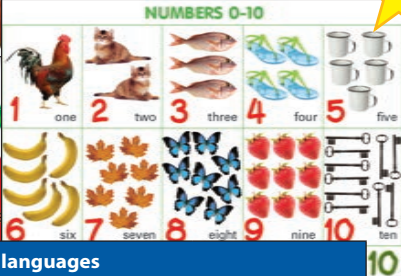 NUMBERS 0-10
1 one
2 two
3 three
4 four
5 five
6 six
7 seven
8 eight
9 nine
10 ten
languages
10